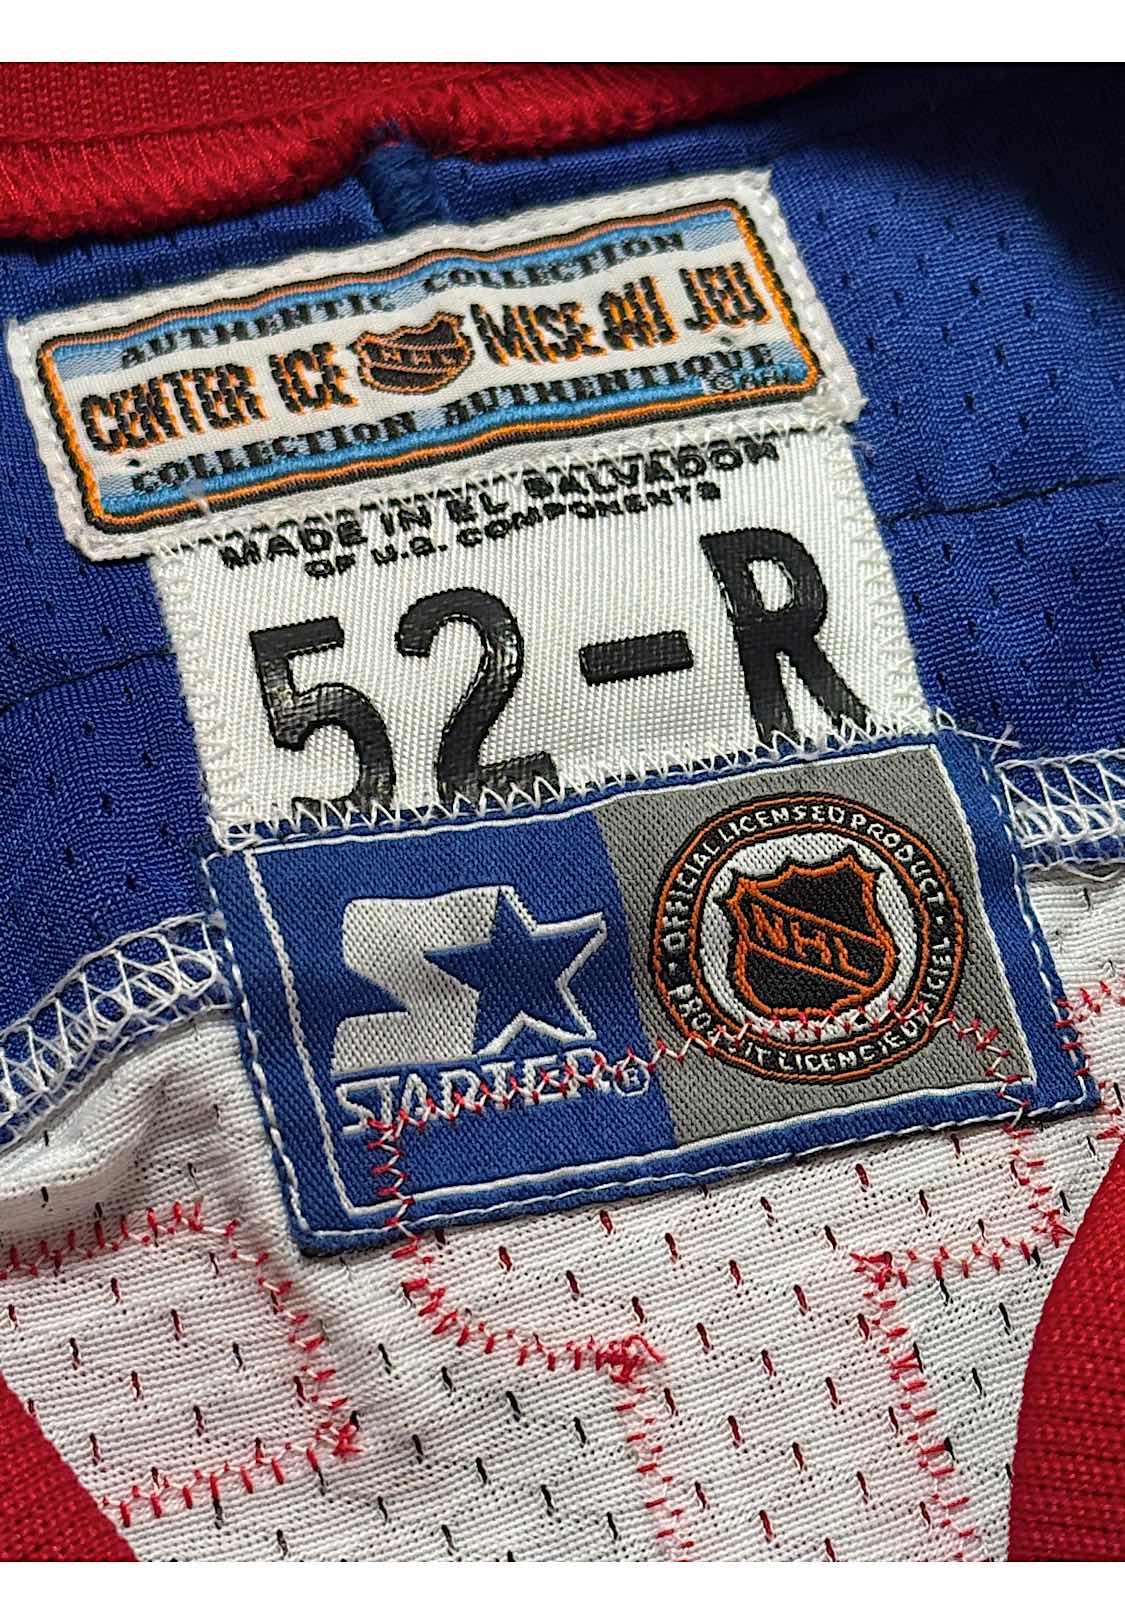 AUTHENTIC COLLECTION
CENTER ICE NHL MISE AU JEU
COLLECTION AUTHENTIQUE
MADE IN EL SALVADOR
OF U.S. COMPONENTS
52-R
STARTER®
OFFICIAL LICENSED PRODUCT
NHL
PRODUIT LICENCIÉ OFFICIEL